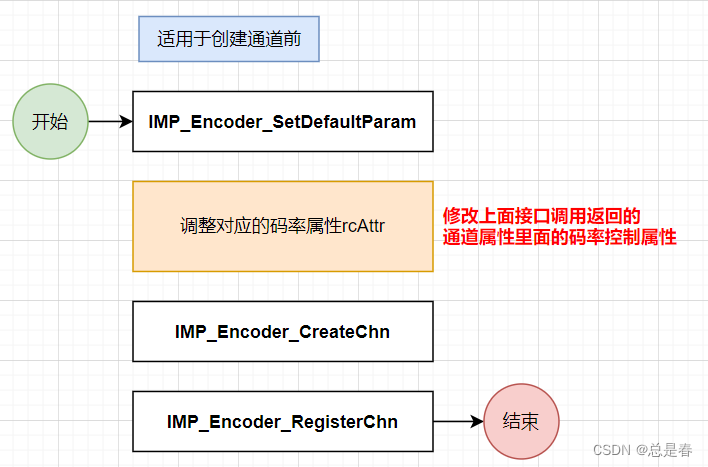 适用于创建通道前
开始
IMP_Encoder_SetDefaultParam
调整对应的码率属性rcAttr
修改上面接口调用返回的
通道属性里面的码率控制属性
IMP_Encoder_CreateChn
IMP_Encoder_RegisterChn
结束
CSDN @总是春